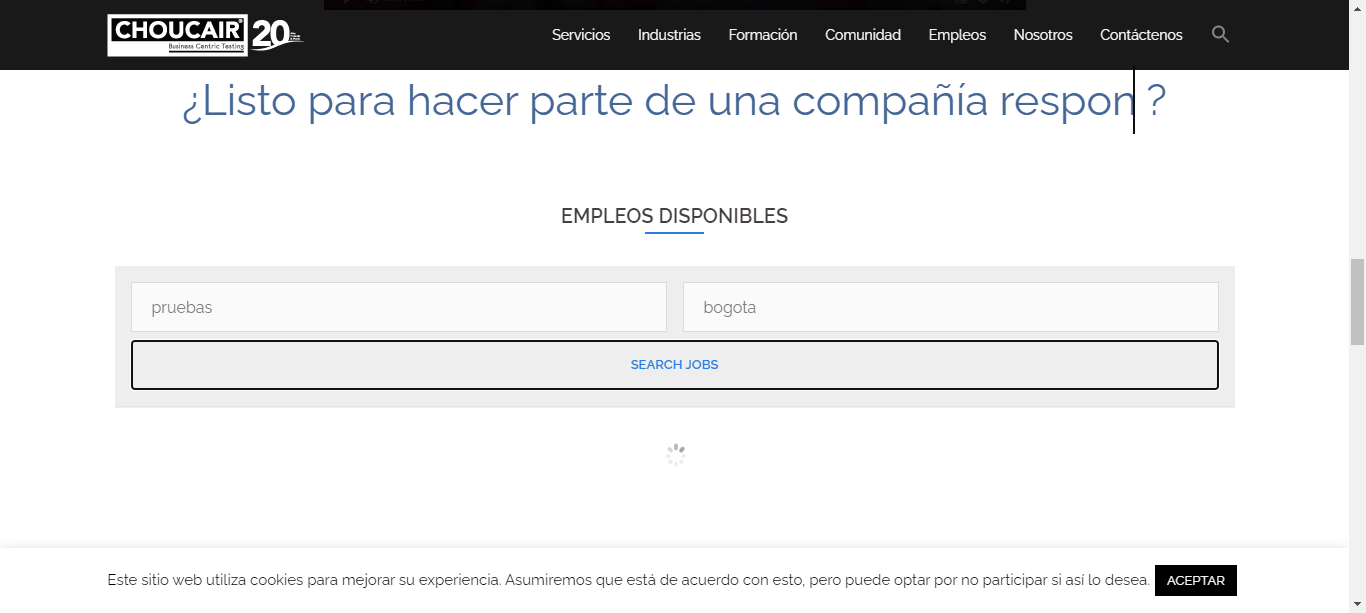 CHOUCAIR® 20
Business Centric Testing
Servicios Industrias Formación Comunidad Empleos Nosotros Contáctenos
¿Listo para hacer parte de una compañía respon ?
EMPLEOS DISPONIBLES
pruebas
bogota
SEARCH JOBS
Este sitio web utiliza cookies para mejorar su experiencia. Asumiremos que está de acuerdo con esto, pero puede optar por no participar si así lo desea. ACEPTAR